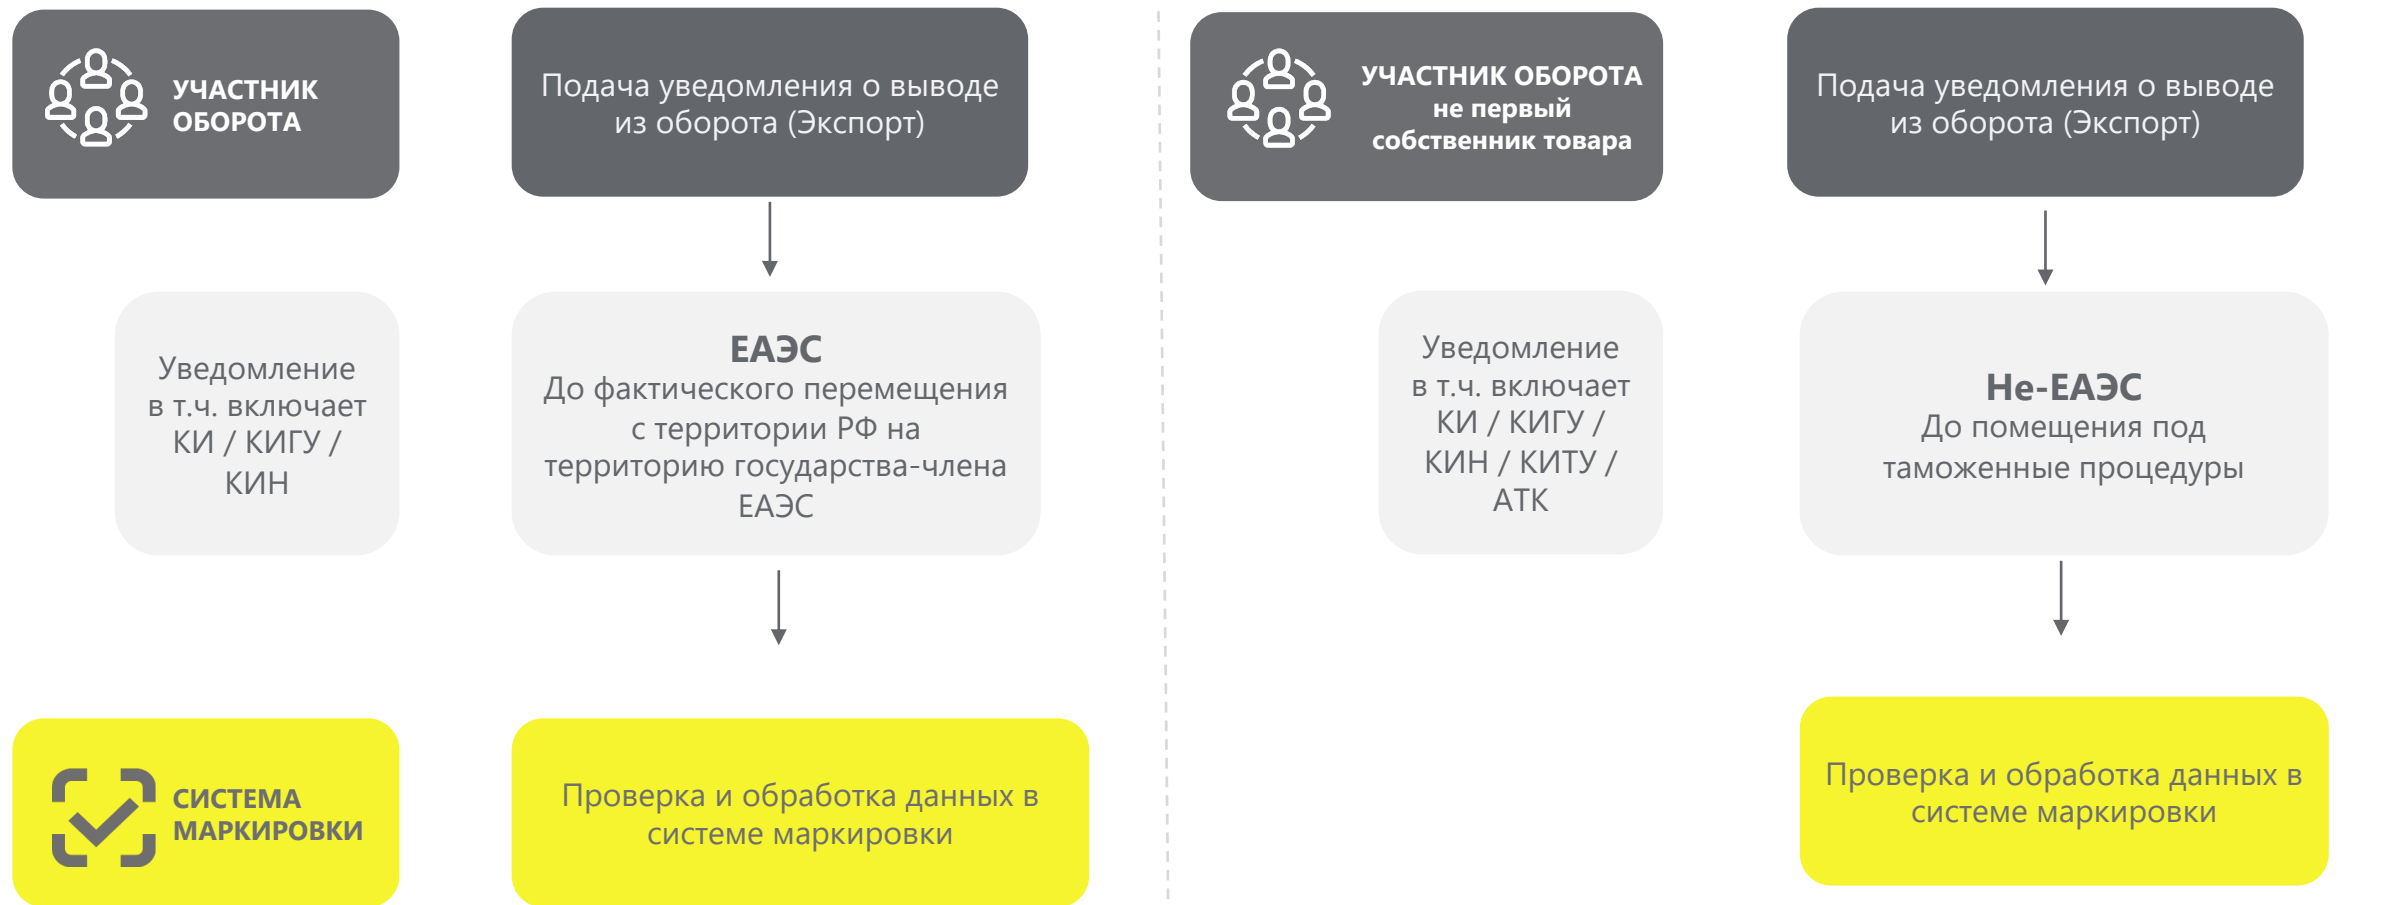 УЧАСТНИК
ОБОРОТА
Подача уведомления о выводе
из оборота (Экспорт)
Уведомление
в т.ч. включает
КИ / КИГУ /
КИН
ЕАЭС
До фактического перемещения
с территории РФ на
территорию государства-члена
ЕАЭС
СИСТЕМА
МАРКИРОВКИ
Проверка и обработка данных в
системе маркировки
УЧАСТНИК ОБОРОТА
не первый
собственник товара
Подача уведомления о выводе
из оборота (Экспорт)
Уведомление
в т.ч. включает
КИ / КИГУ /
КИН / КИТУ /
АТК
Не-ЕАЭС
До помещения под
таможенные процедуры
Проверка и обработка данных в
системе маркировки